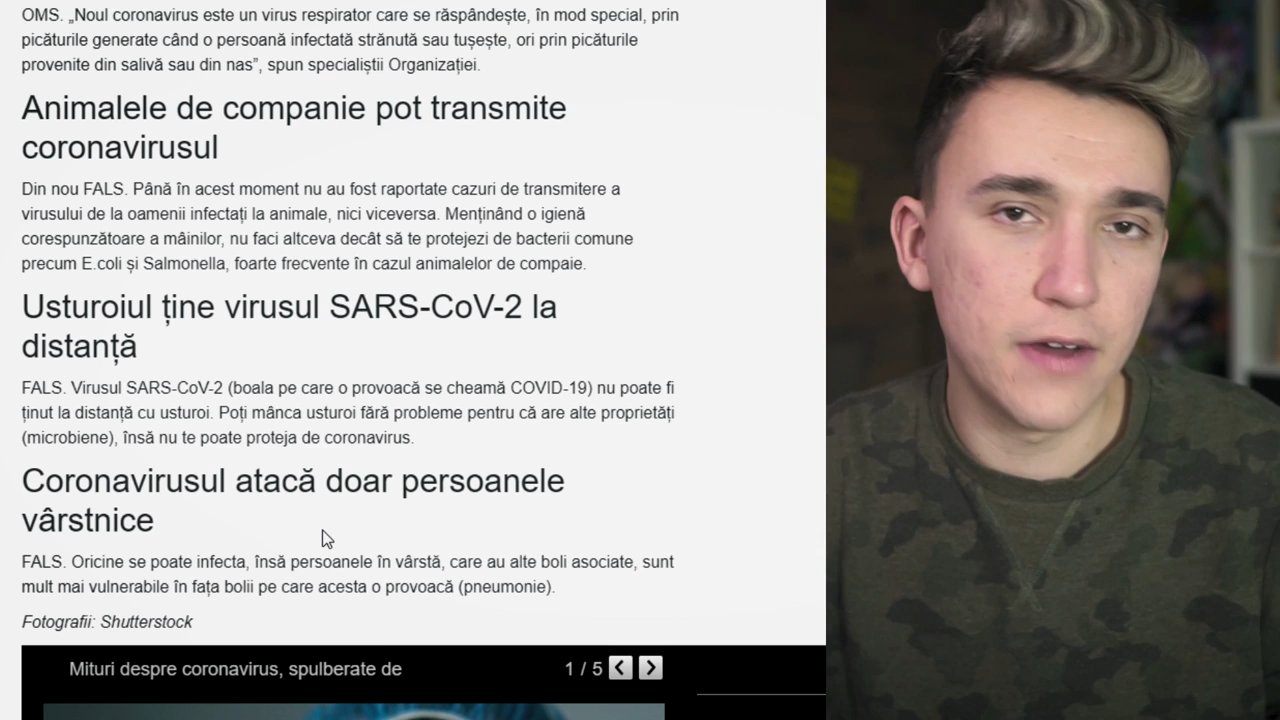 OMS. „Noul coronavirus este un virus respirator care se răspândește, în mod special, prin
picăturile generate când o persoană infectată strănută sau tușește, ori prin picăturile
provenite din salivă sau din nas”, spun specialiștii Organizației.
Animalele de companie pot transmite
coronavirusul
Din nou FALS. Până în acest moment nu au fost raportate cazuri de transmitere a
virusului de la oamenii infectați la animale, nici viceversa. Menținând o igienă
corespunzătoare a mâinilor, nu faci altceva decât să te protejezi de bacterii comune
precum E.coli și Salmonella, foarte frecvente în cazul animalelor de compaie.
Usturoiul ține virusul SARS-CoV-2 la
distanță
FALS. Virusul SARS-CoV-2 (boala pe care o provoacă se cheamă COVID-19) nu poate fi
ținut la distanță cu usturoi. Poți mânca usturoi fără probleme pentru că are alte proprietăți
(microbiene), însă nu te poate proteja de coronavirus.
Coronavirusul atacă doar persoanele
vârstnice
FALS. Oricine se poate infecta, însă persoanele în vârstă, care au alte boli asociate, sunt
mult mai vulnerabile în fața bolii pe care acesta o provoacă (pneumonie).
Fotografii: Shutterstock
Mituri despre coronavirus, spulberate de 1 / 5